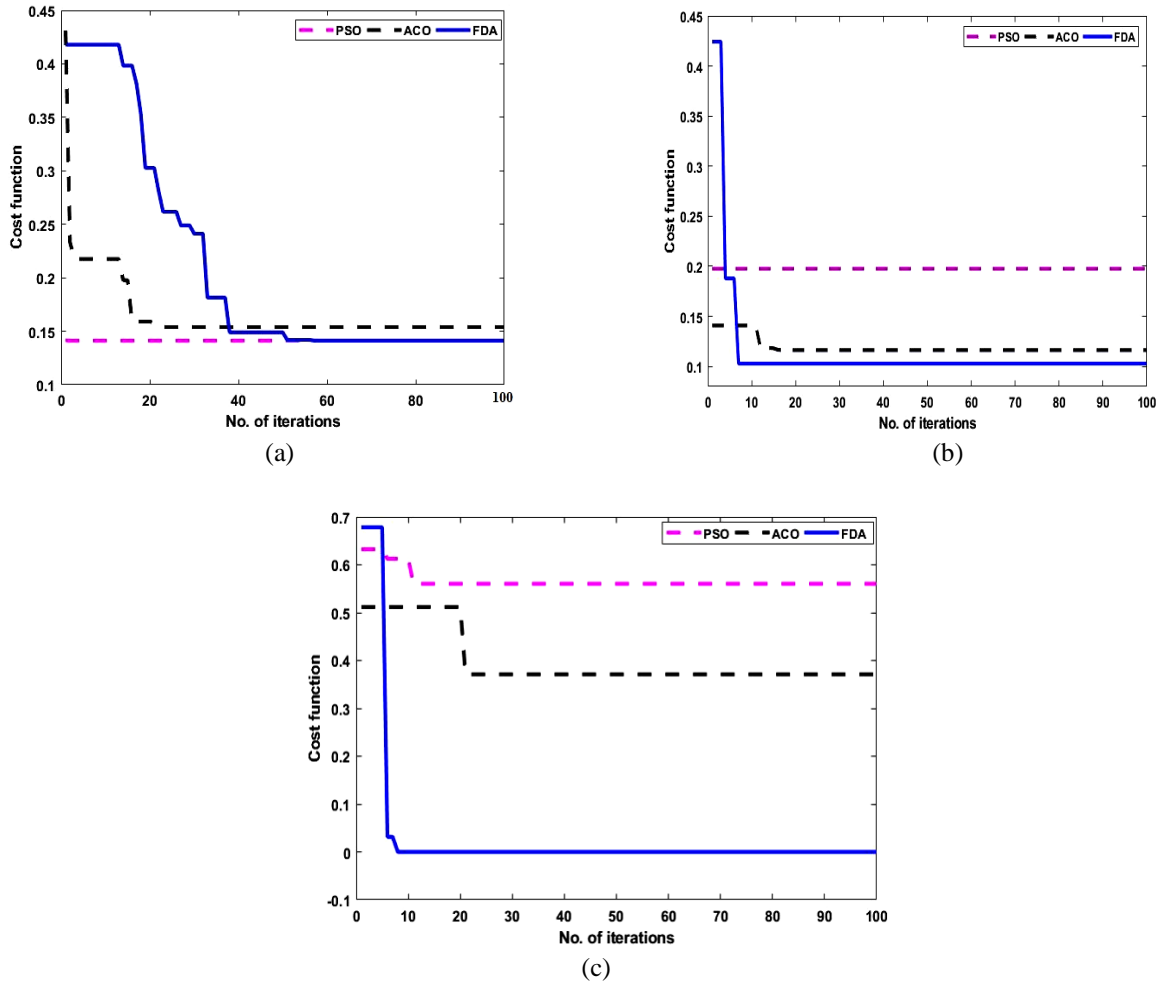 0.45
0.4
0.35
0.3
0.25
0.2
0.15
0.1
0 20 40 60 80 100
Cost function
No. of iterations
PSO ACO FDA
(a)
0.45
0.4
0.35
0.3
0.25
0.2
0.15
0.1
0 10 20 30 40 50 60 70 80 90 100
Cost function
No. of iterations
PSO ACO FDA
(b)
0.7
0.6
0.5
0.4
0.3
0.2
0.1
0
-0.1
0 10 20 30 40 50 60 70 80 90 100
Cost function
No. of iterations
PSO ACO FDA
(c)